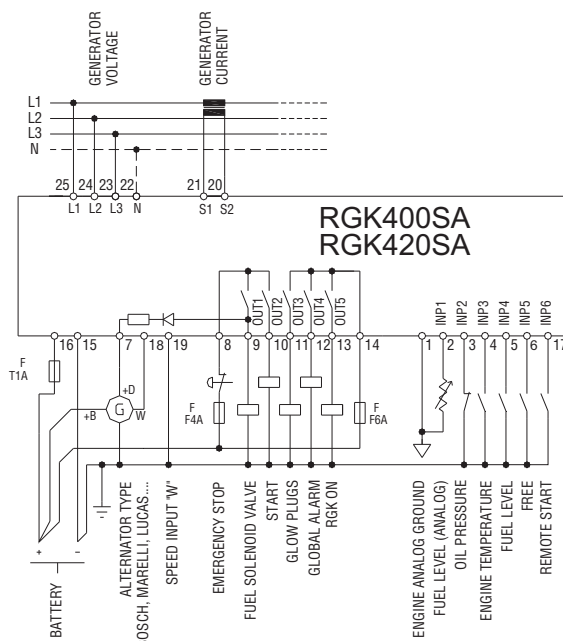 GENERATOR
VOLTAGE
GENERATOR
CURRENT
L1
L2
L3
N
25 24 23 22 21 20
L1 L2 L3 N S1 S2
RGK400SA
RGK420SA
OUT1
OUT2
OUT3
OUT4
OUT5
INP1
INP2
INP3
INP4
INP5
INP6
16 15 7 18 19 8 9 10 11 12 13 14 1 2 3 4 5 6 17
F
T1A
+D
+B
G
W
F
F4A
F
F6A
+ −
BATTERY
ALTERNATOR TYPE
OSCH, MARELLI, LUCAS....
SPEED INPUT "W"
EMERGENCY STOP
FUEL SOLENOID VALVE
START
GLOW PLUGS
GLOBAL ALARM
RGK ON
ENGINE ANALOG GROUND
FUEL LEVEL (ANALOG)
OIL PRESSURE
ENGINE TEMPERATURE
FUEL LEVEL
FREE
REMOTE START